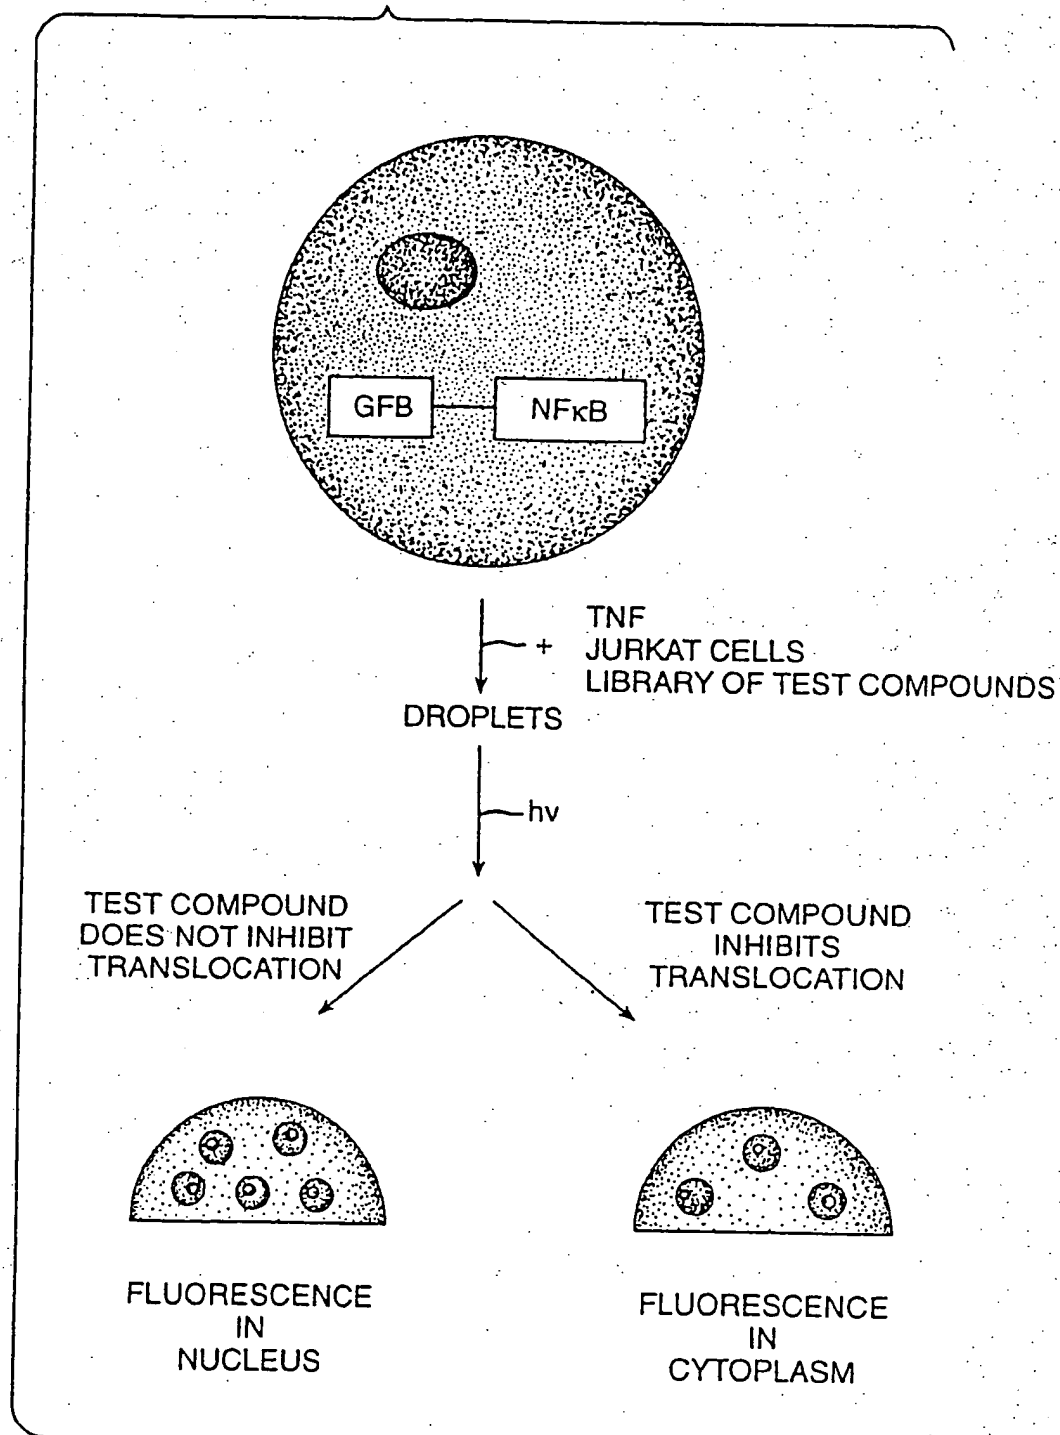 GFB
NFκB
+
TNF
JURKAT CELLS
LIBRARY OF TEST COMPOUNDS
DROPLETS
hν
TEST COMPOUND
DOES NOT INHIBIT
TRANSLOCATION
TEST COMPOUND
INHIBITS
TRANSLOCATION
FLUORESCENCE
IN
NUCLEUS
FLUORESCENCE
IN
CYTOPLASM